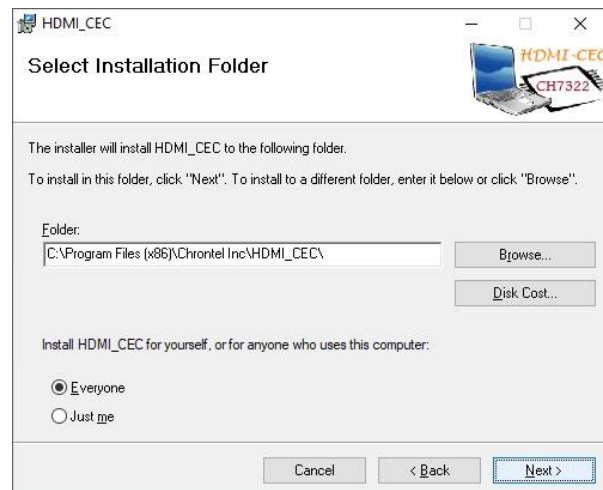 HDMI_CEC
Select Installation Folder
HDMI-CEC
CH7322
The installer will install HDMI_CEC to the following folder.
To install in this folder, click "Next". To install to a different folder, enter it below or click "Browse".
Folder:
C:\Program Files (x86)\Chrontel Inc\HDMI_CEC\
Browse...
Disk Cost...
Install HDMI_CEC for yourself, or for anyone who uses this computer:
Everyone
Just me
Cancel
< Back
Next >